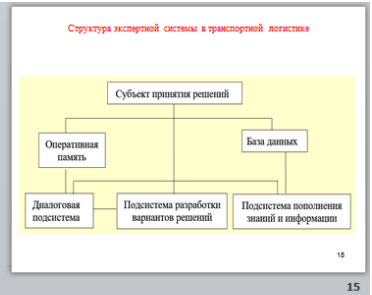 Структура экспертной системы в транспортной логистике
Субъект принятия решений
Оперативная
память
База данных
Диалоговая
подсистема
Подсистема разработки
вариантов решений
Подсистема пополнения
знаний и информации
15
15